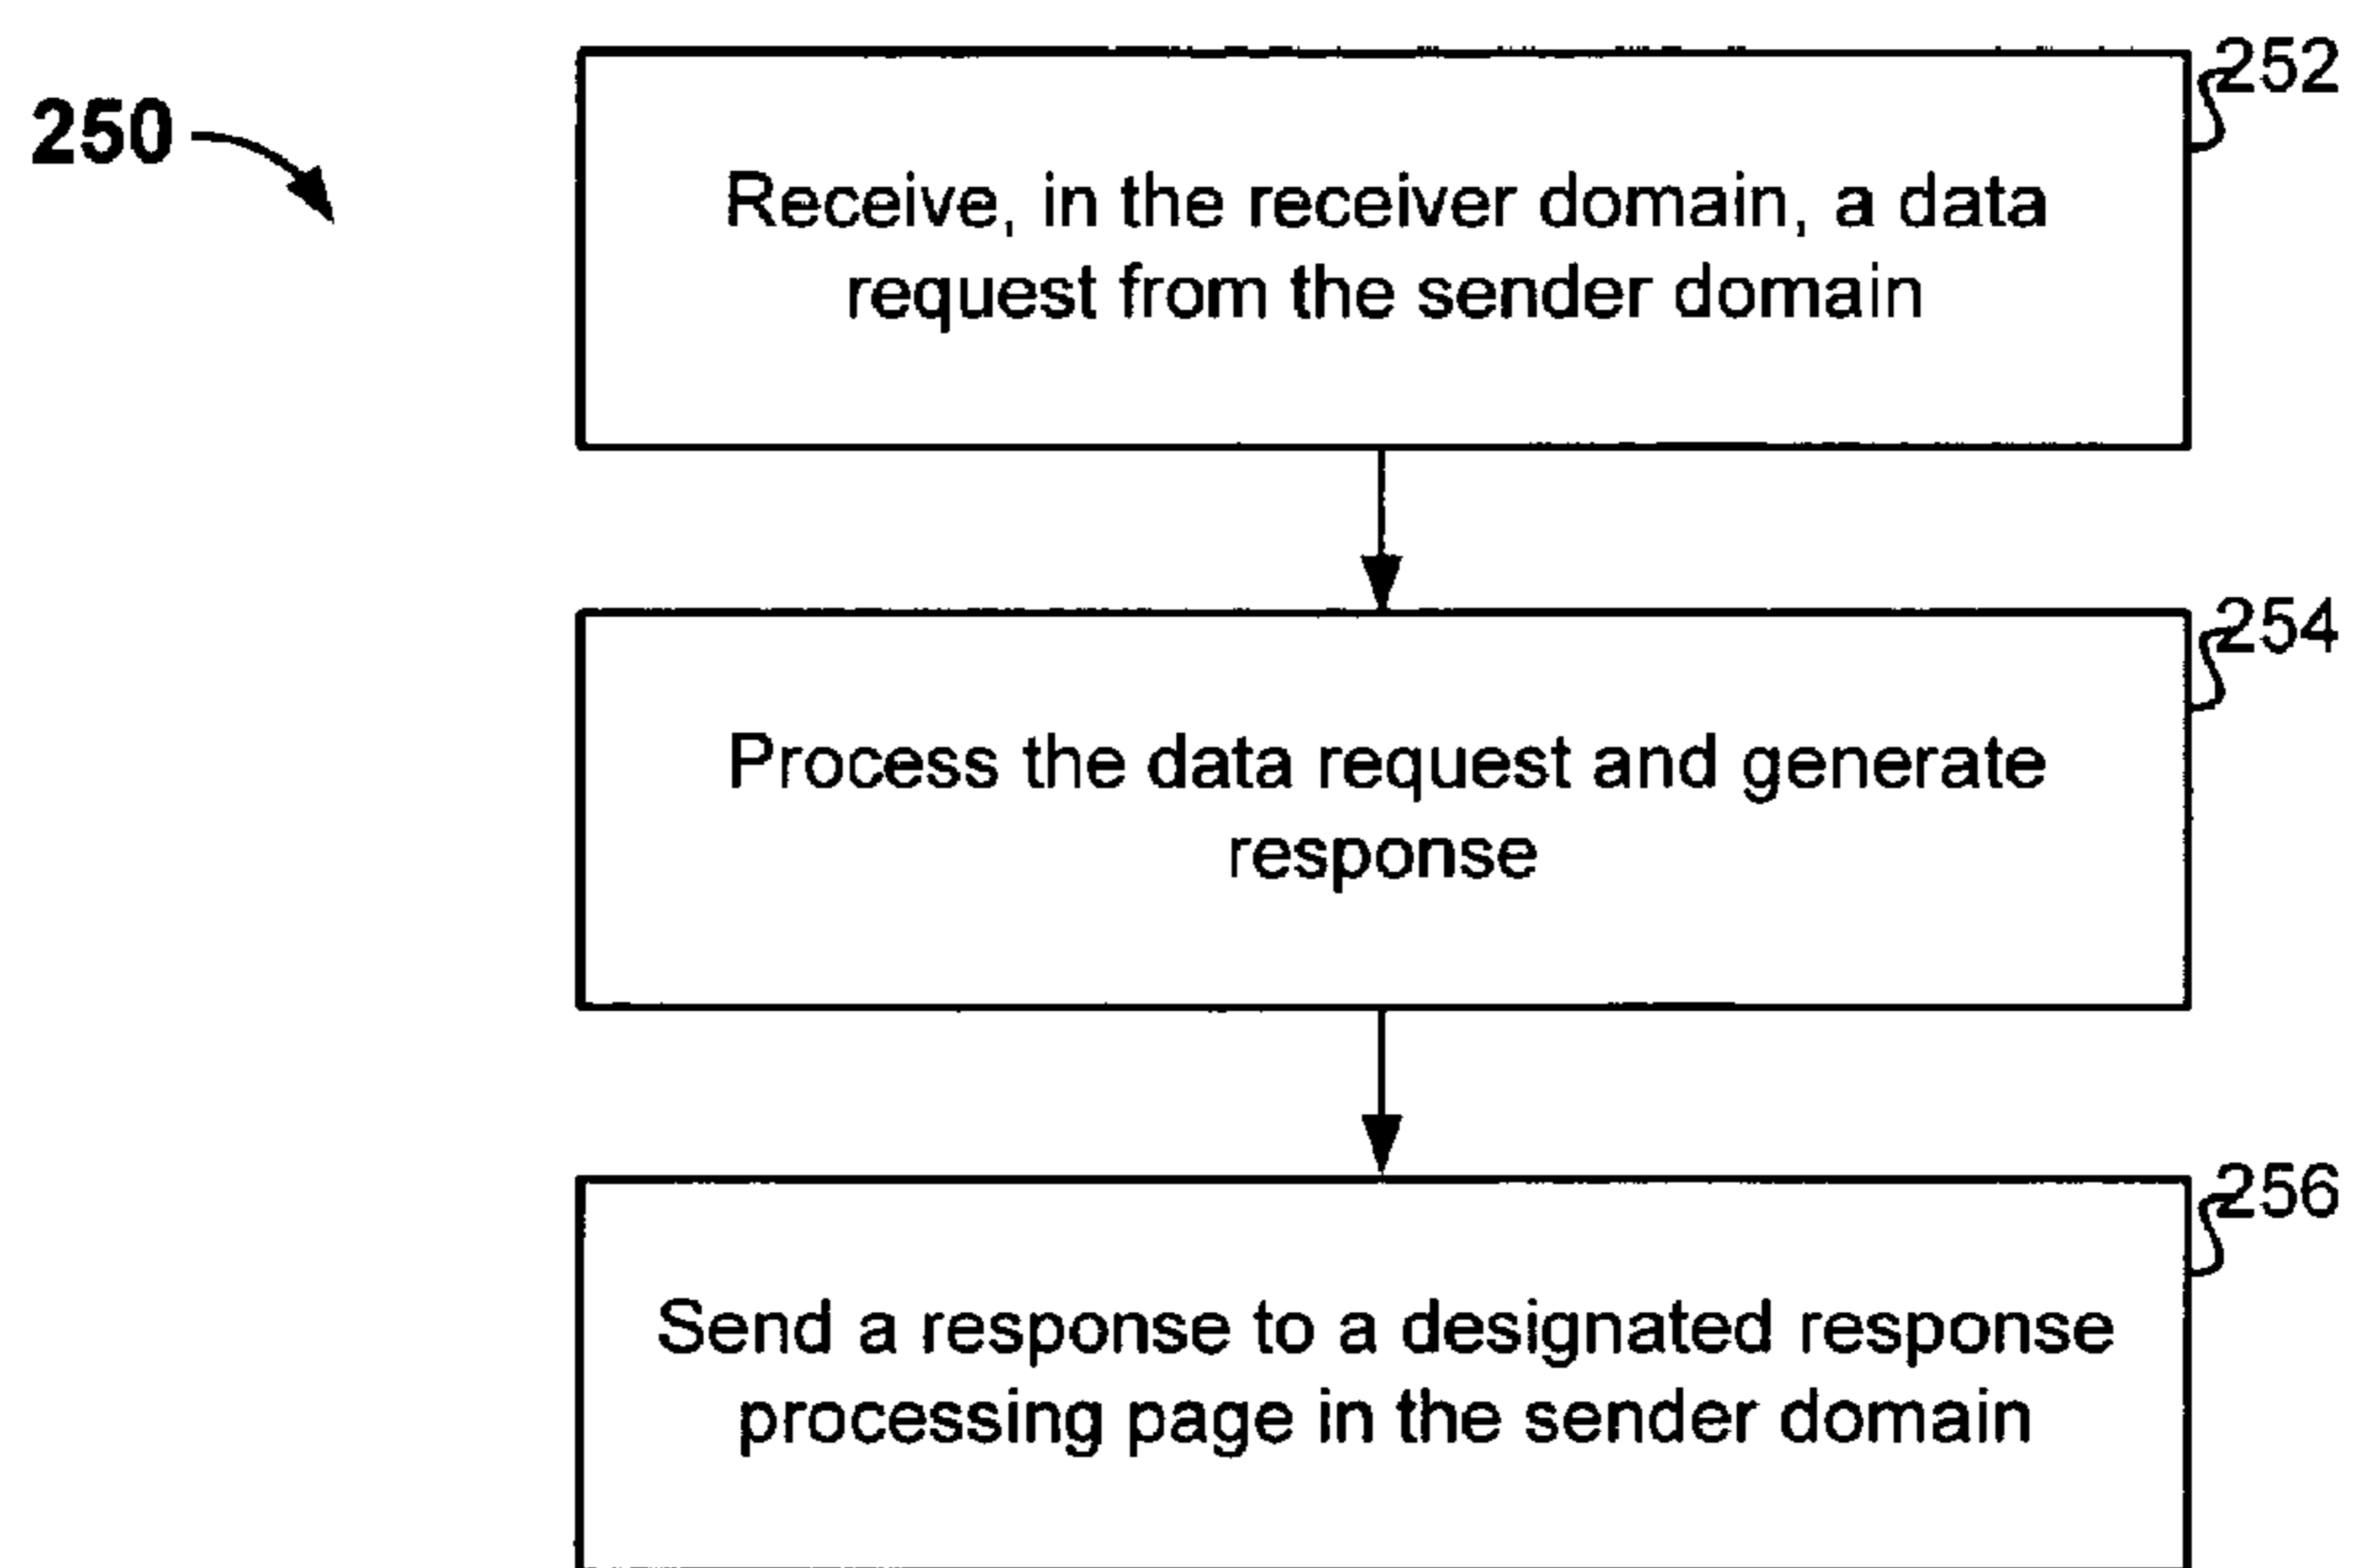 250
252
Receive, in the receiver domain, a data
request from the sender domain
254
Process the data request and generate
response
256
Send a response to a designated response
processing page in the sender domain